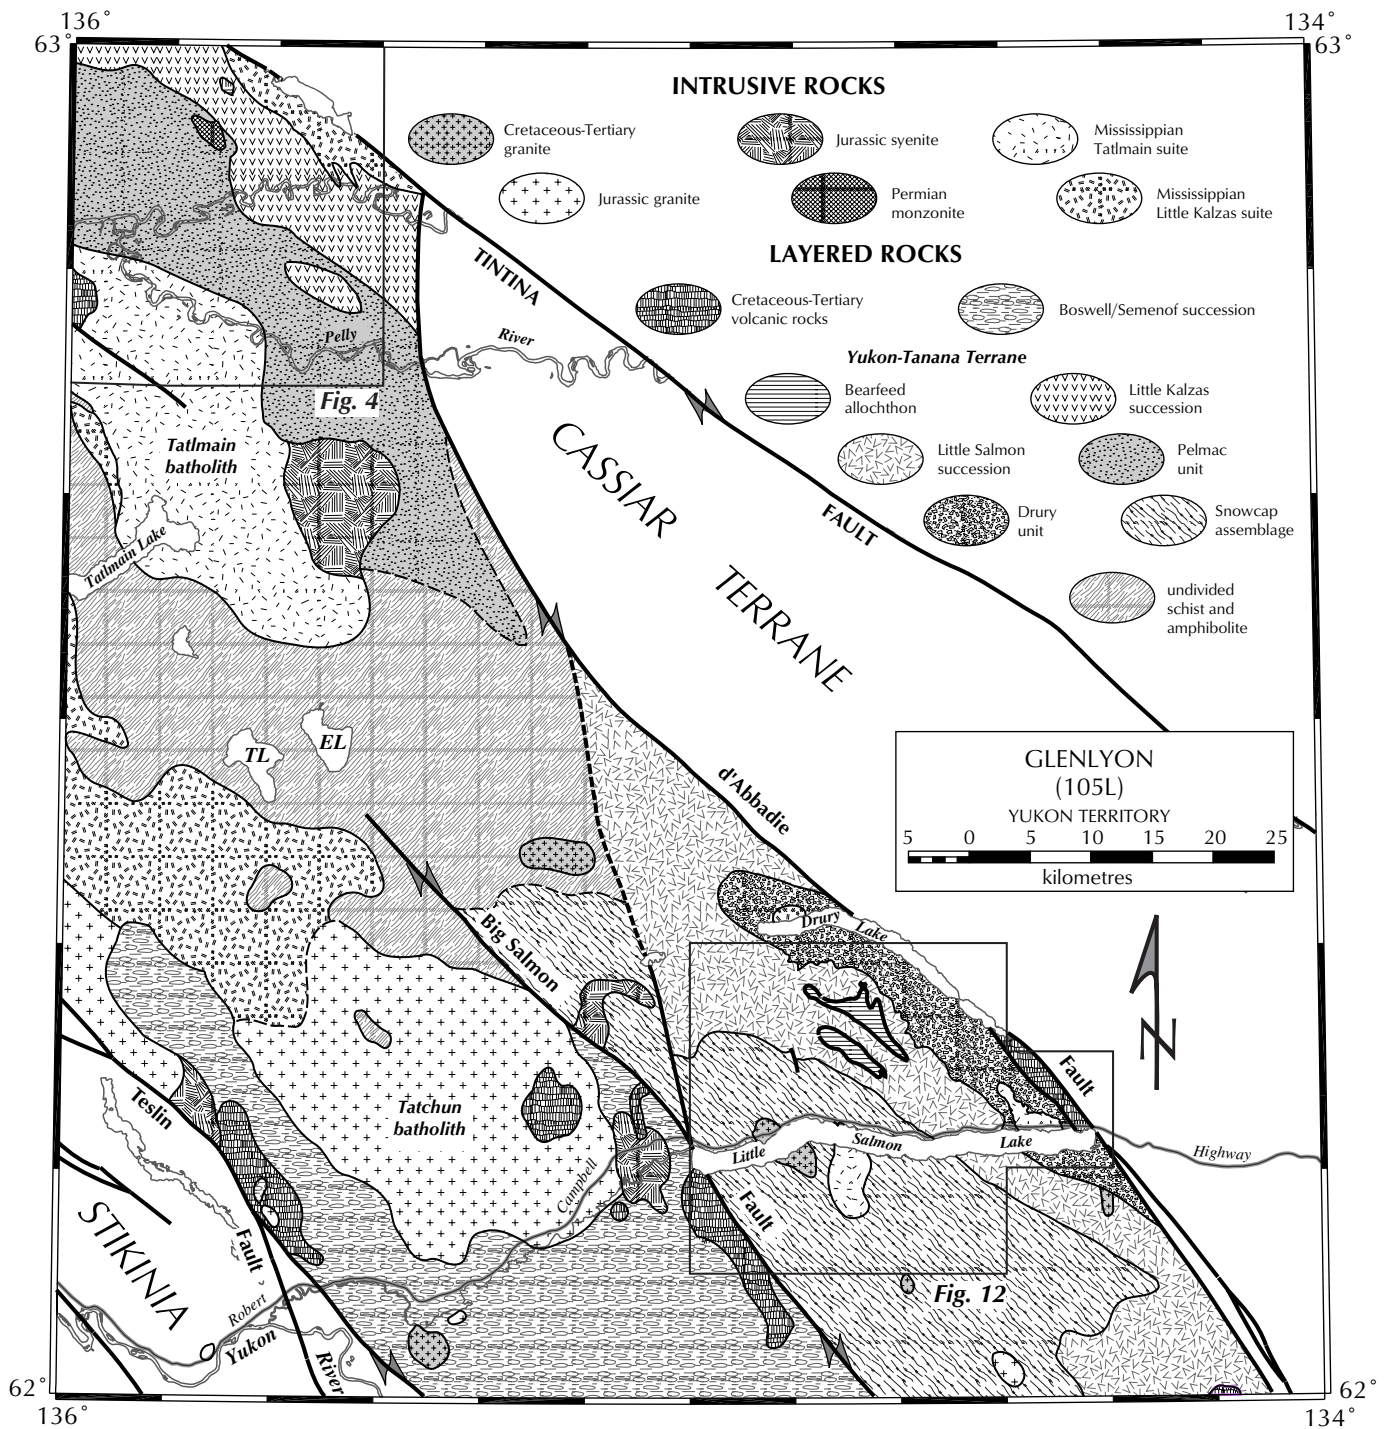 136°
134°
63°
63°
INTRUSIVE ROCKS
Cretaceous-Tertiary
granite
Jurassic syenite
Mississippian
Tatlmain suite
Jurassic granite
Permian
monzonite
Mississippian
Little Kalzas suite
LAYERED ROCKS
Cretaceous-Tertiary
volcanic rocks
Boswell/Semenof succession
Yukon-Tanana Terrane
Bearfeed
allochthon
Little Kalzas
succession
Little Salmon
succession
Pelmac
unit
Drury
unit
Snowcap
assemblage
undivided
schist and
amphibolite
TINTINA
FAULT
Pelly
River
Fig. 4
CASSIAR
TERRANE
Tatlmain
batholith
Tatlmain Lake
TL
EL
d'Abbadie
Fault
GLENLYON
(105L)
YUKON TERRITORY
5 0 5 10 15 20 25
kilometres
Drury
Lake
Big Salmon
Fault
N
Tatchun
batholith
Teslin
Fault
Little
Salmon
Lake
Highway
Campbell
Robert
STIKINIA
Yukon
River
Fig. 12
62°
62°
136°
134°